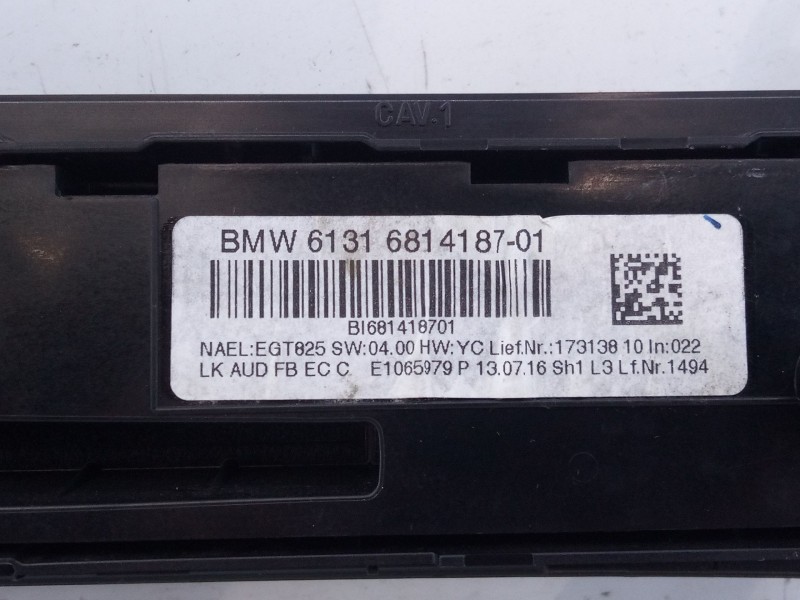 CAV.1
BMW 6131 6814187-01
BI681418701
NAEL:EGT825 SW:04.00 HW:YC Lief.Nr.:173138 10 In:022
LK AUD FB EC C. E1065979 P 13.07.16 Sh1 L3 Lf.Nr.1494